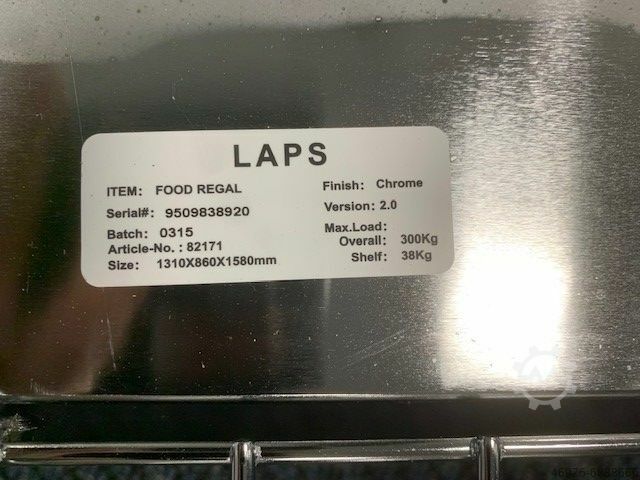 LAPS
ITEM: FOOD REGAL
Finish: Chrome
Serial#: 9509838920
Version: 2.0
Batch: 0315
Max.Load:
Article-No.: 82171
Overall: 300Kg
Size: 1310X860X1580mm
Shelf: 38Kg